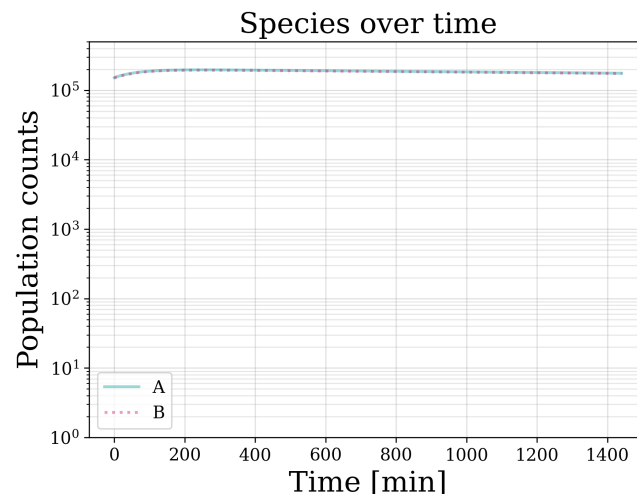 Species over time
Population counts
10^5
10^4
10^3
10^2
10^1
10^0
A
B
0 200 400 600 800 1000 1200 1400
Time [min]